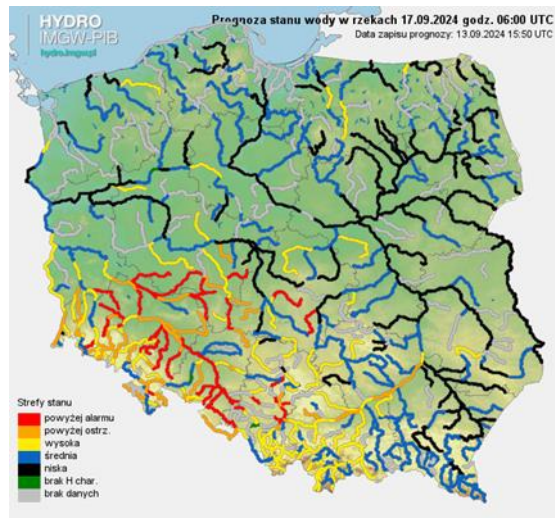 HYDRO
IMGW-PIB
hydro.imgw.pl
Prognoza stanu wody w rzekach 17.09.2024 godz. 06:00 UTC
Data zapisu prognozy: 13.09.2024 15:50 UTC
Strefy stanu
powyżej alarmu
powyżej ostrz.
wysoka
średnia
niska
brak H char.
brak danych